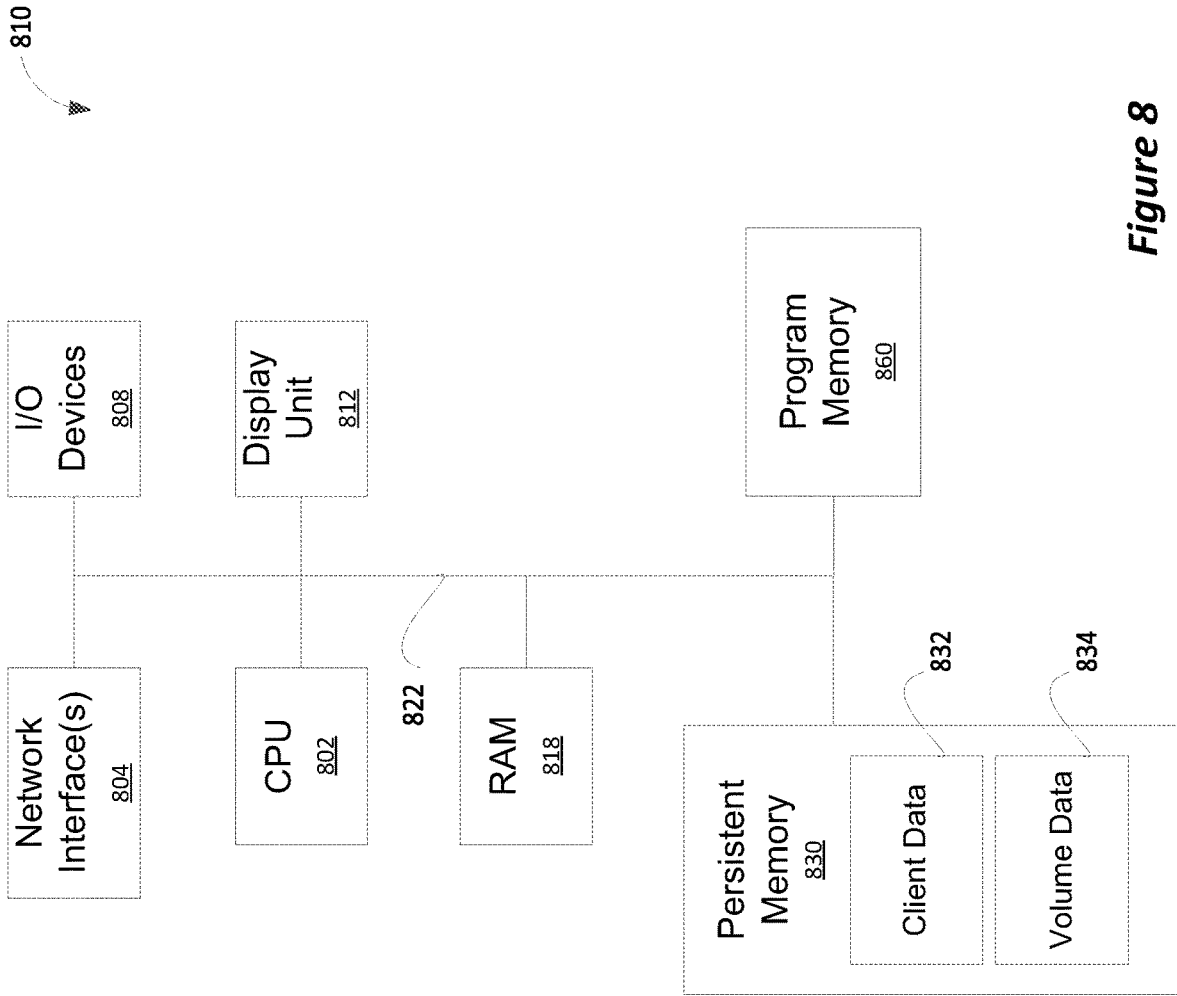 810
Network
Interface(s)
804
I/O
Devices
808
CPU
802
Display
Unit
812
822
RAM
818
Persistent
Memory
830
Client Data
832
Volume Data
834
Program
Memory
860
Figure 8